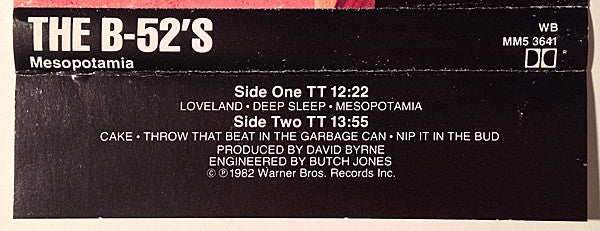 THE B-52'S
Mesopotamia
WB
MM5 3641
Side One TT 12:22
LOVELAND • DEEP SLEEP • MESOPOTAMIA
Side Two TT 13:55
CAKE • THROW THAT BEAT IN THE GARBAGE CAN • NIP IT IN THE BUD
PRODUCED BY DAVID BYRNE
ENGINEERED BY BUTCH JONES
© ℗ 1982 Warner Bros. Records Inc.